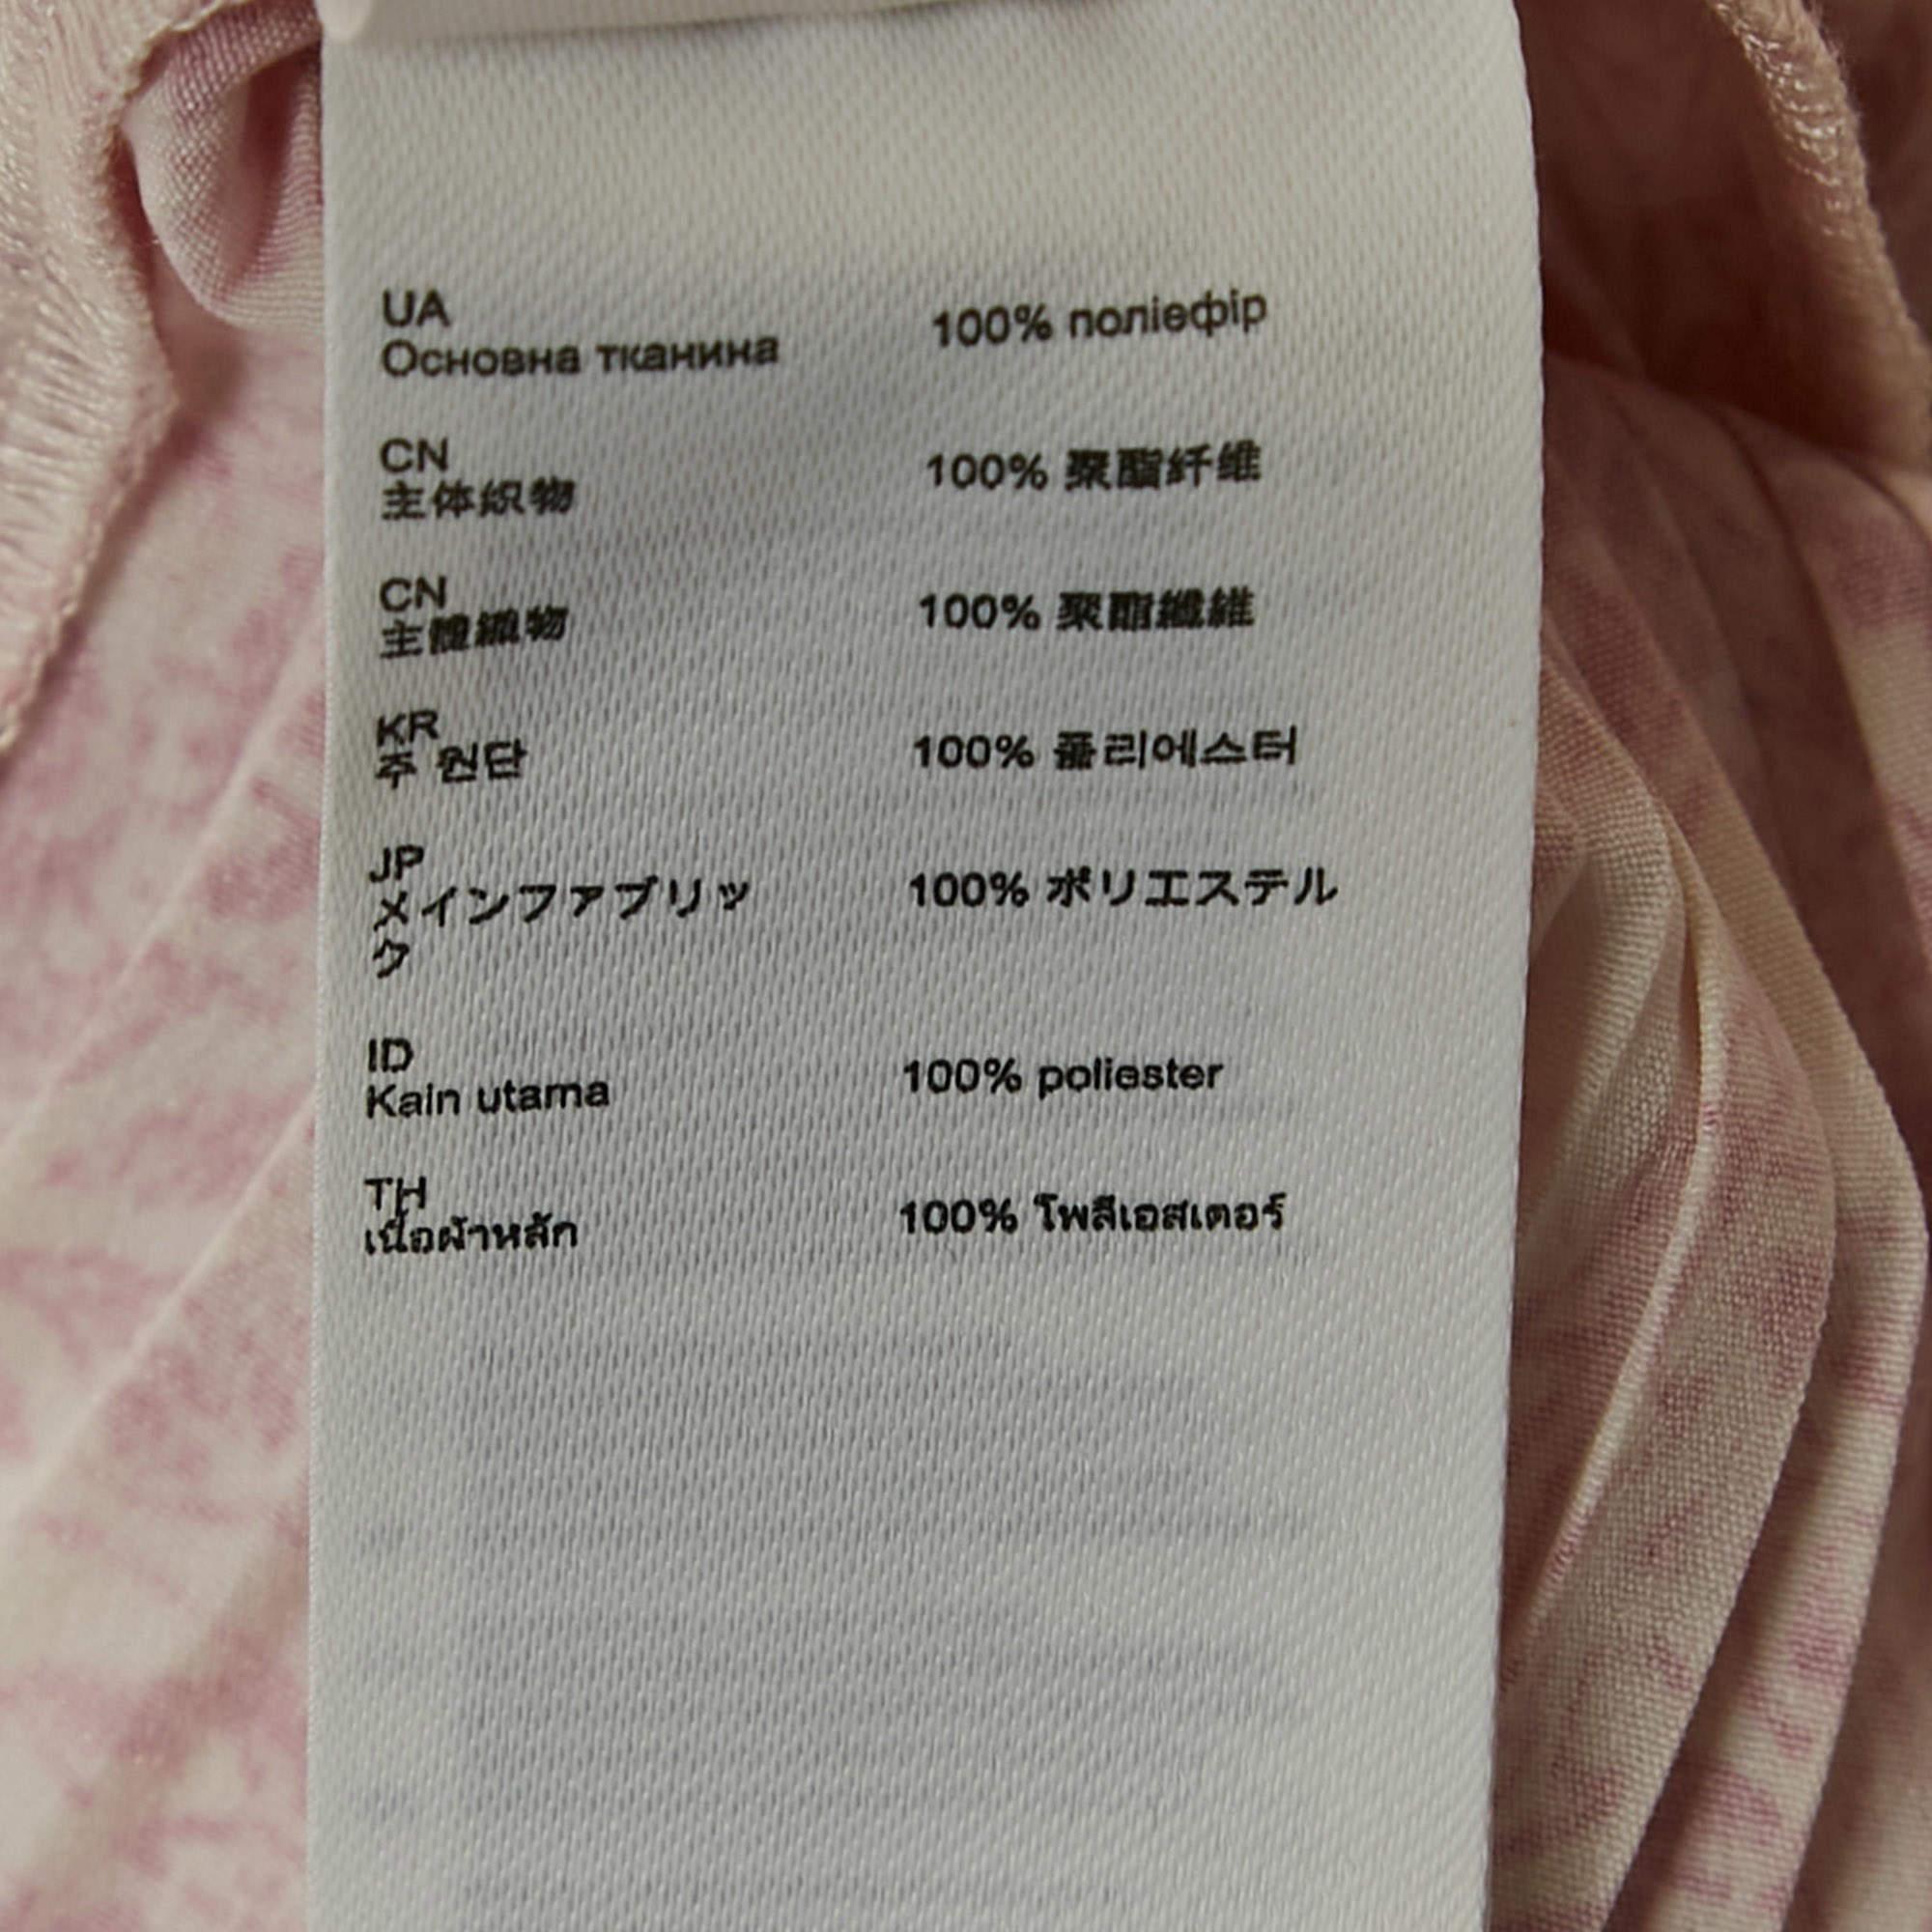 UA
Основна тканина 100% поліефір
CN
主体织物 100% 聚酯纤维
CN
主體織物 100% 聚酯纖維
KR
주 원단 100% 폴리에스터
JP
メインファブリッ 100% ポリエステル
ク
ID
Kain utama 100% poliester
TH
เนื้อผ้าหลัก 100% โพลีเอสเตอร์